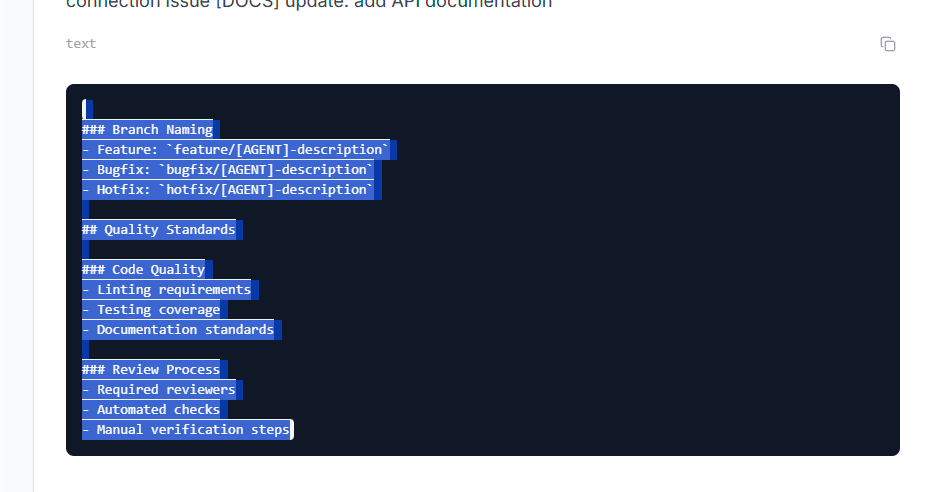 connection issue [DOCS] update: add API documentation
text
### Branch Naming
- Feature: `feature/[AGENT]-description`
- Bugfix: `bugfix/[AGENT]-description`
- Hotfix: `hotfix/[AGENT]-description`
## Quality Standards
### Code Quality
- Linting requirements
- Testing coverage
- Documentation standards
### Review Process
- Required reviewers
- Automated checks
- Manual verification steps